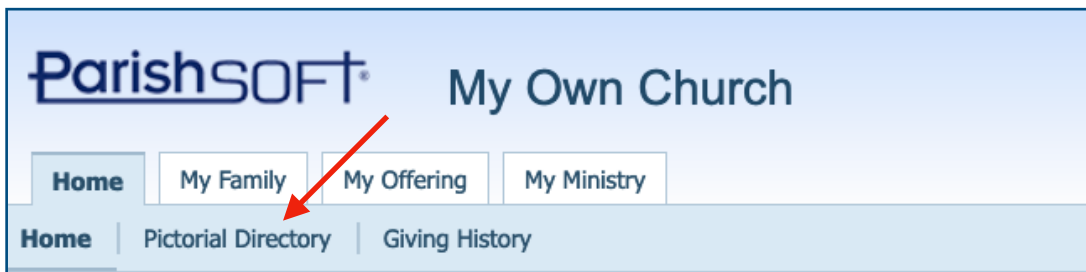 ParishSOFT® My Own Church
Home My Family My Offering My Ministry
Home Pictorial Directory Giving History